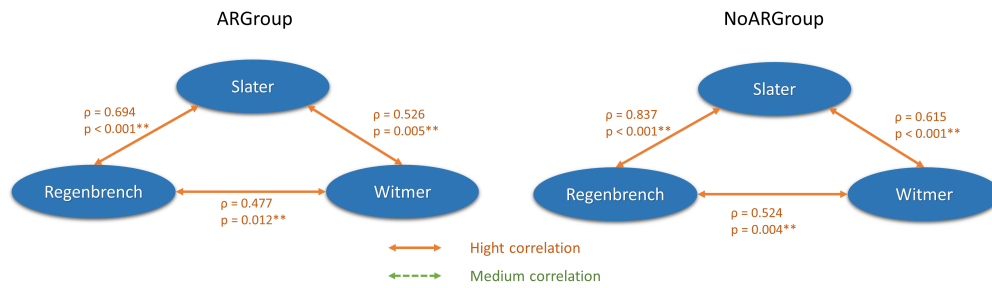 ARGroup
NoARGroup
Slater
ρ = 0.694
p < 0.001**
ρ = 0.526
p = 0.005**
Regenbrench
Witmer
ρ = 0.477
p = 0.012**
Slater
ρ = 0.837
p < 0.001**
ρ = 0.615
p < 0.001**
Regenbrench
Witmer
ρ = 0.524
p = 0.004**
Hight correlation
Medium correlation